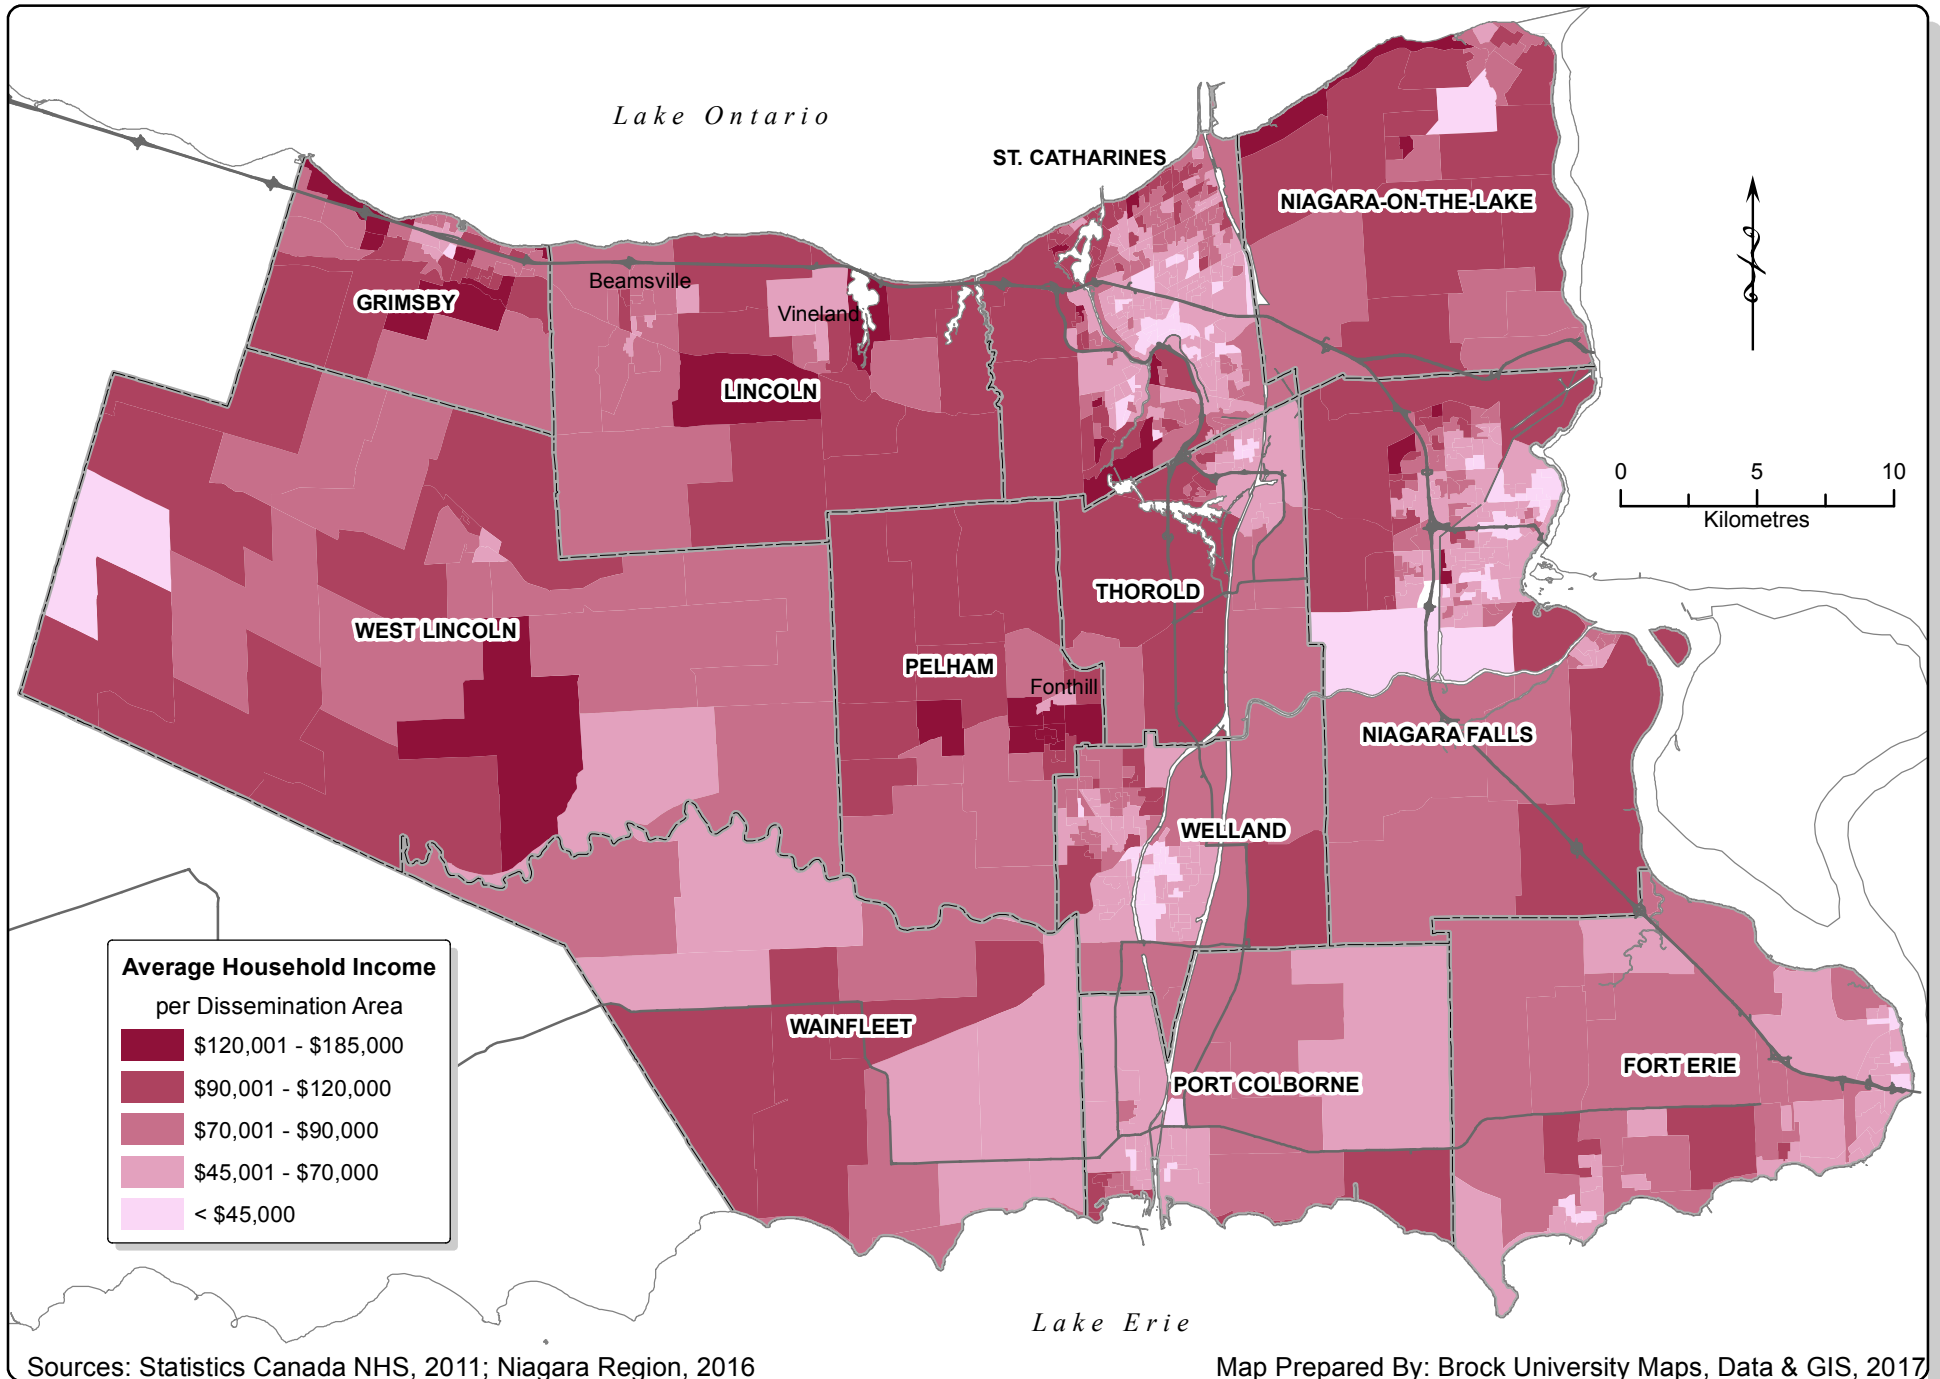 Lake Ontario
ST. CATHARINES
NIAGARA-ON-THE-LAKE
N
Beamsville
GRIMSBY
Vineland
LINCOLN
0 5 10
Kilometres
THOROLD
WEST LINCOLN
PELHAM
Fonthill
NIAGARA FALLS
WELLAND
WAINFLEET
FORT ERIE
PORT COLBORNE
Average Household Income
per Dissemination Area
$120,001 - $185,000
$90,001 - $120,000
$70,001 - $90,000
$45,001 - $70,000
< $45,000
Lake Erie
Sources: Statistics Canada NHS, 2011; Niagara Region, 2016
Map Prepared By: Brock University Maps, Data & GIS, 2017